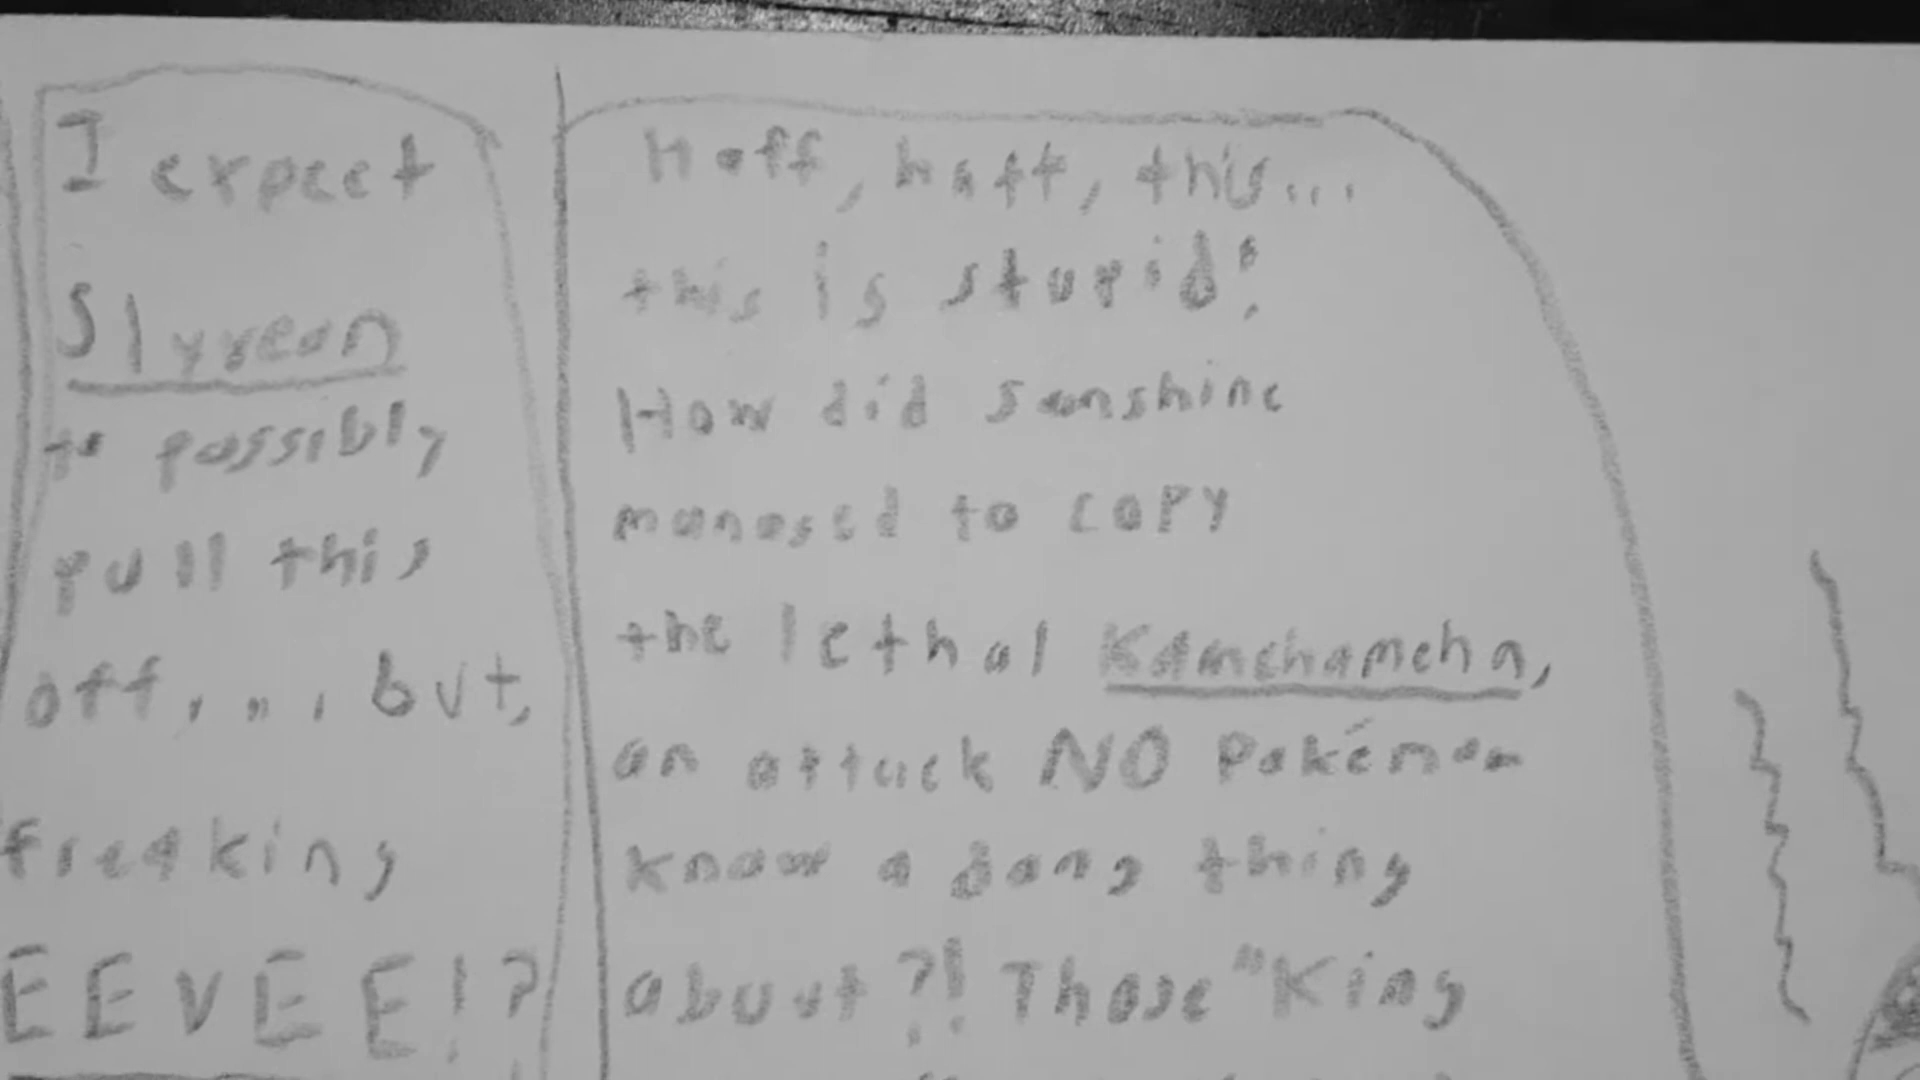 I expect
Slyveon
to possibly
pull this
off.... but,
freaking
EEVEE!?
Haff, haff, this...
this is stupid!
How did sunshine
managed to copy
the lethal Kamehameha,
an attack NO Pokémon
know a dang thing
about?! Those "King